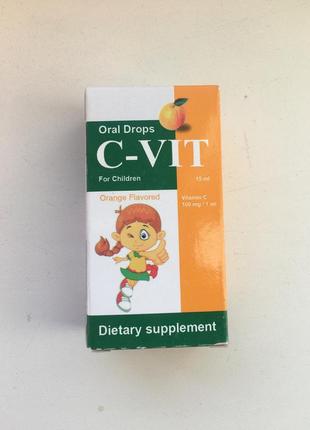 Oral Drops
C-VIT
For Children
15 ml
Orange Flavored
Vitamin C
100 mg / 1 ml
Dietary supplement